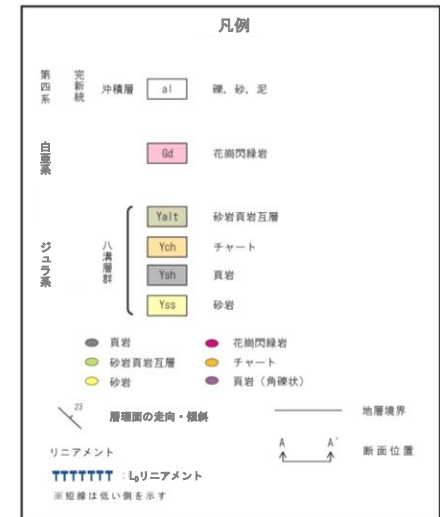 凡例
第四系 完新統 沖積層 al 礫，砂，泥
白亜系 Gd 花崗閃緑岩
ジュラ系 八溝層群
Yalt 砂岩頁岩互層
Ych チャート
Ysh 頁岩
Yss 砂岩
頁岩 花崗閃緑岩
砂岩頁岩互層 チャート
砂岩 頁岩（角礫状）
23 層理面の走向・傾斜 地層境界
リニアメント A A' 断面位置
：LDリニアメント
※短線は低い側を示す